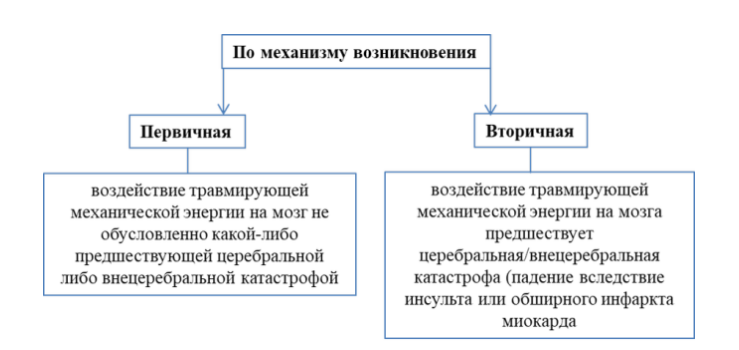 По механизму возникновения
Первичная
Вторичная
воздействие травмирующей
механической энергии на мозг не
обусловленно какой-либо
предшествующей церебральной
либо внецеребральной катастрофой
воздействие травмирующей
механической энергии на мозга
предшествует
церебральная/внецеребральная
катастрофа (падение вследствие
инсульта или обширного инфаркта
миокарда